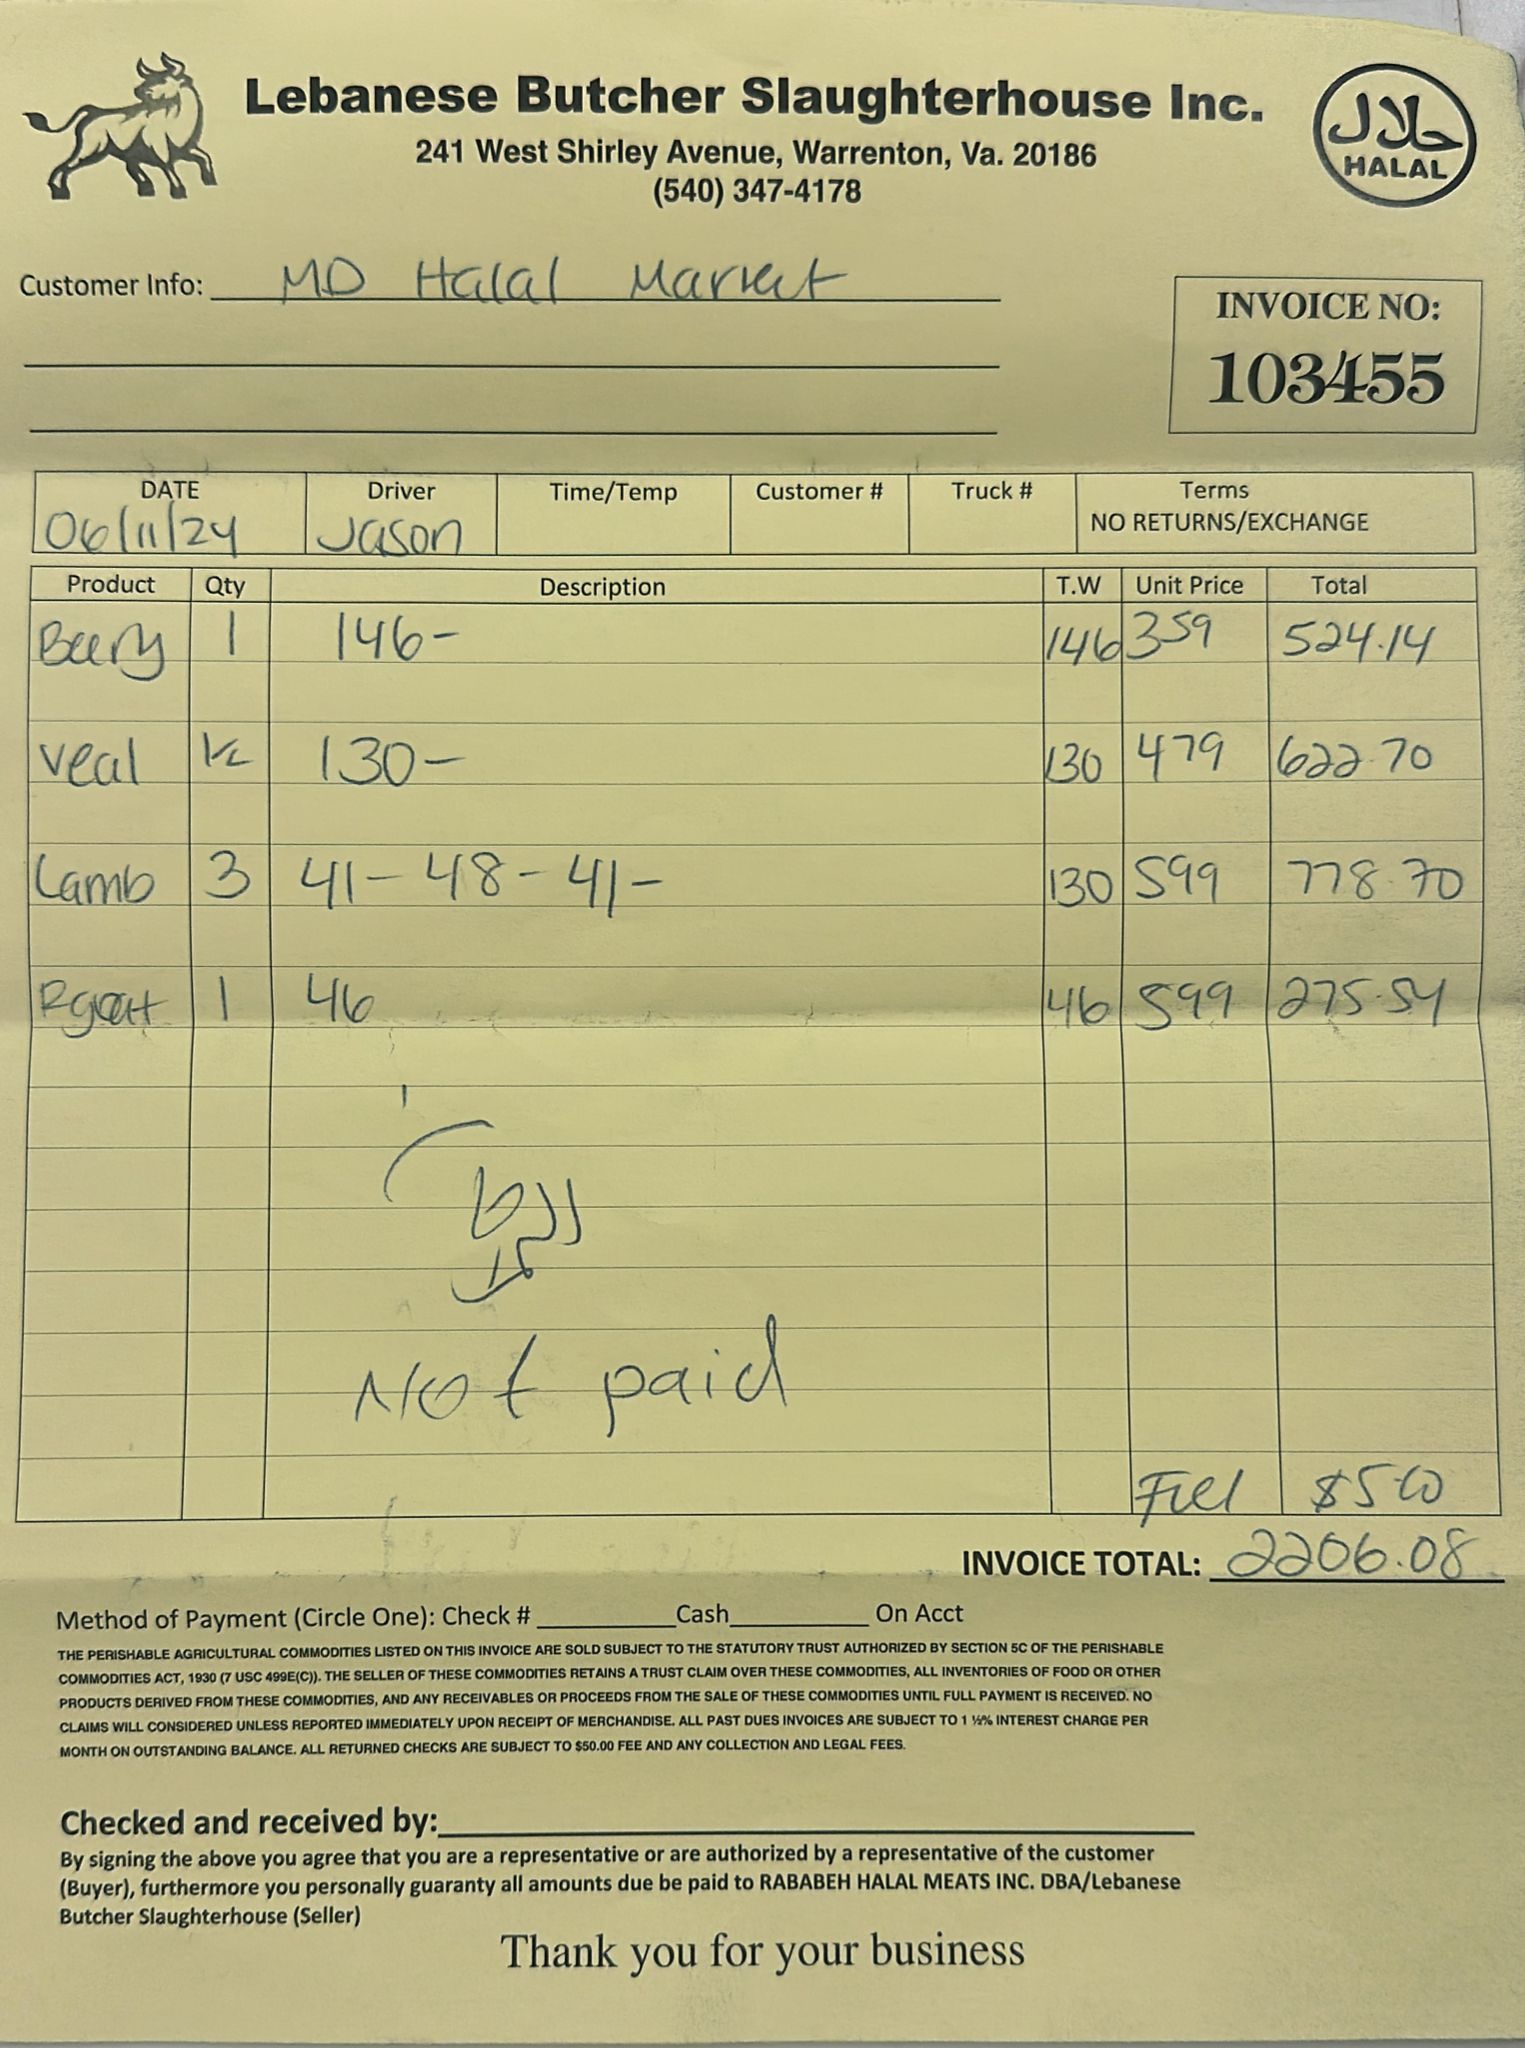 Lebanese Butcher Slaughterhouse Inc.
241 West Shirley Avenue, Warrenton, Va. 20186
(540) 347-4178
حلال
HALAL
Customer Info: MD Halal Market
INVOICE NO:
103455
DATE Driver Time/Temp Customer # Truck # Terms
06/11/24 Jason NO RETURNS/EXCHANGE
Product Qty Description T.W Unit Price Total
1 146- 146 359 524.14
Veal 130- 130 479 622.70
Lamb 3 41- 48- 41- 130 599 778.70
Rgoat 1 46 46 599 275.54
Not paid
Fuel $5.00
INVOICE TOTAL: 2206.08
Method of Payment (Circle One): Check # Cash On Acct
THE PERISHABLE AGRICULTURAL COMMODITIES LISTED ON THIS INVOICE ARE SOLD SUBJECT TO THE STATUTORY TRUST AUTHORIZED BY SECTION 5C OF THE PERISHABLE
COMMODITIES ACT, 1930 (7 USC 499E(C)). THE SELLER OF THESE COMMODITIES RETAINS A TRUST CLAIM OVER THESE COMMODITIES, ALL INVENTORIES OF FOOD OR OTHER
PRODUCTS DERIVED FROM THESE COMMODITIES, AND ANY RECEIVABLES OR PROCEEDS FROM THE SALE OF THESE COMMODITIES UNTIL FULL PAYMENT IS RECEIVED. NO
CLAIMS WILL CONSIDERED UNLESS REPORTED IMMEDIATELY UPON RECEIPT OF MERCHANDISE. ALL PAST DUES INVOICES ARE SUBJECT TO 1 ½% INTEREST CHARGE PER
MONTH ON OUTSTANDING BALANCE. ALL RETURNED CHECKS ARE SUBJECT TO $50.00 FEE AND ANY COLLECTION AND LEGAL FEES.
Checked and received by:
By signing the above you agree that you are a representative or are authorized by a representative of the customer
(Buyer), furthermore you personally guaranty all amounts due be paid to RABABEH HALAL MEATS INC. DBA/Lebanese
Butcher Slaughterhouse (Seller)
Thank you for your business